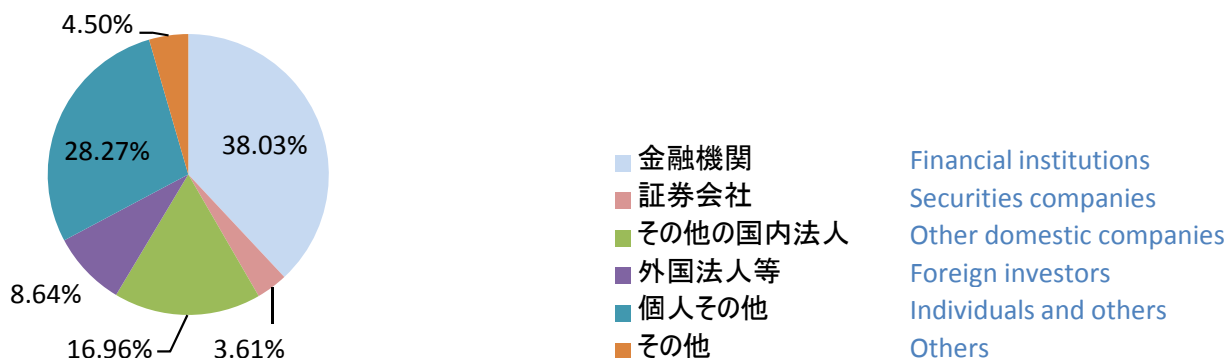 4.50%
28.27%
38.03%
8.64%
16.96%
3.61%
金融機関 Financial institutions
証券会社 Securities companies
その他の国内法人 Other domestic companies
外国法人等 Foreign investors
個人その他 Individuals and others
その他 Others